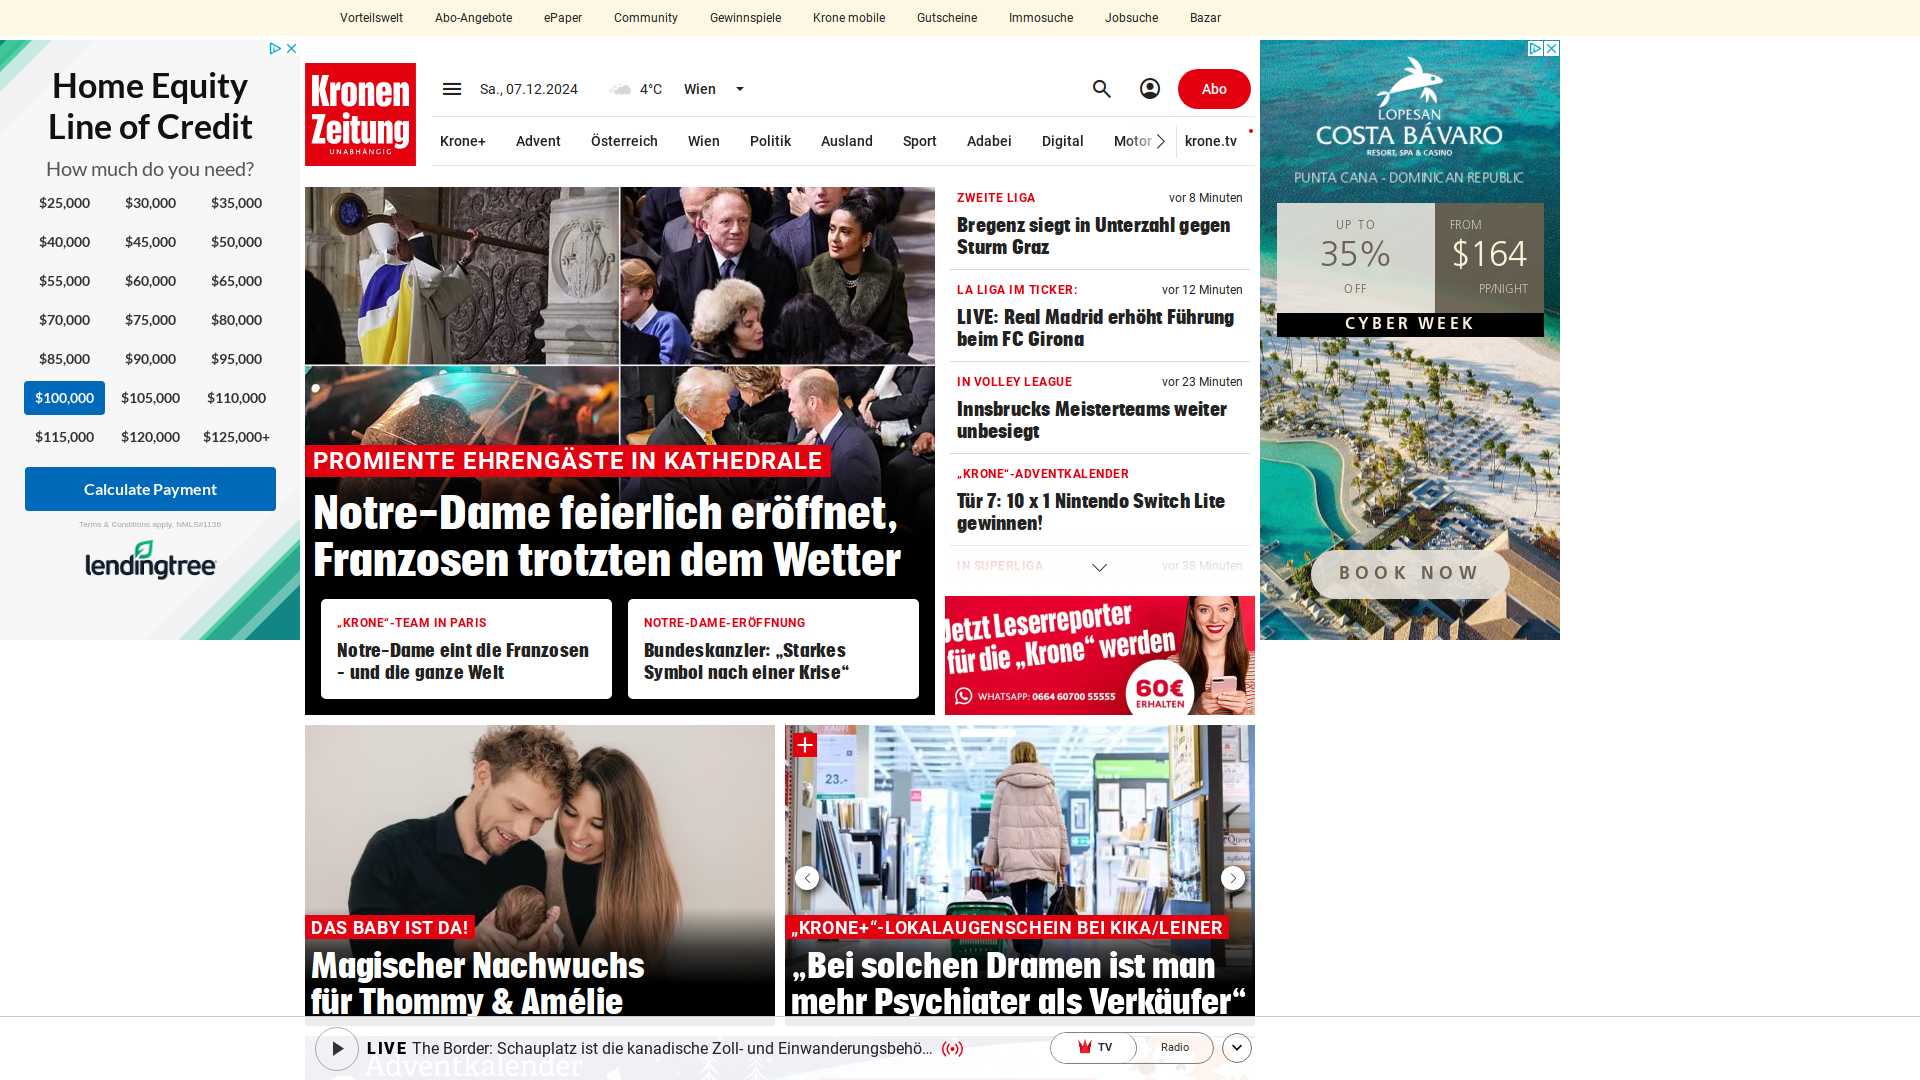 Vorteilswelt
Abo-Angebote
ePaper
Community
Gewinnspiele
Krone mobile
Gutscheine
Immosuche
Jobsuche
Bazar
Home Equity
Line of Credit
How much do you need?
$25,000 $30,000 $35,000
$40,000 $45,000 $50,000
$55,000 $60,000 $65,000
$70,000 $75,000 $80,000
$85,000 $90,000 $95,000
$100,000 $105,000 $110,000
$115,000 $120,000 $125,000+
Calculate Payment
Terms & Conditions apply. NMLS#1136
lendingtree
Kronen
Zeitung
UNABHÄNGIG
Sa., 07.12.2024
4°C
Wien
Abo
Krone+
Advent
Österreich
Wien
Politik
Ausland
Sport
Adabei
Digital
Motor
krone.tv
PROMIENTE EHRENGÄSTE IN KATHEDRALE
Notre-Dame feierlich eröffnet,
Franzosen trotzten dem Wetter
„KRONE“-TEAM IN PARIS
Notre-Dame eint die Franzosen
- und die ganze Welt
NOTRE-DAME-ERÖFFNUNG
Bundeskanzler: „Starkes
Symbol nach einer Krise“
ZWEITE LIGA
vor 8 Minuten
Bregenz siegt in Unterzahl gegen
Sturm Graz
LA LIGA IM TICKER:
vor 12 Minuten
LIVE: Real Madrid erhöht Führung
beim FC Girona
IN VOLLEY LEAGUE
vor 23 Minuten
Innsbrucks Meisterteams weiter
unbesiegt
„KRONE“-ADVENTKALENDER
Tür 7: 10 x 1 Nintendo Switch Lite
gewinnen!
IN SUPERLIGA
vor 38 Minuten
Jetzt Leserreporter
für die „Krone“ werden
WHATSAPP: 0664 60700 55555
60€
ERHALTEN
LOPESAN
COSTA BÁVARO
RESORT, SPA & CASINO
PUNTA CANA - DOMINICAN REPUBLIC
UP TO
35%
OFF
FROM
$164
PP/NIGHT
CYBER WEEK
BOOK NOW
DAS BABY IST DA!
Magischer Nachwuchs
für Thommy & Amélie
23.-
„KRONE+“-LOKALAUGENSCHEIN BEI KIKA/LEINER
„Bei solchen Dramen ist man
mehr Psychiater als Verkäufer“
LIVE The Border: Schauplatz ist die kanadische Zoll- und Einwanderungsbehö...
TV
Radio
Adventkalender